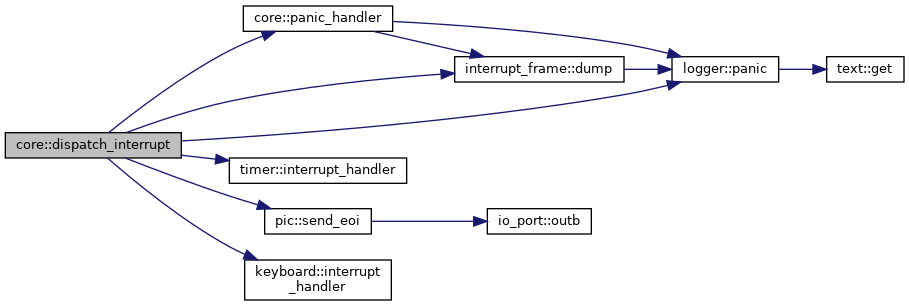 core::panic_handler
interrupt_frame::dump
logger::panic
text::get
core::dispatch_interrupt
timer::interrupt_handler
pic::send_eoi
io_port::outb
keyboard::interrupt
_handler